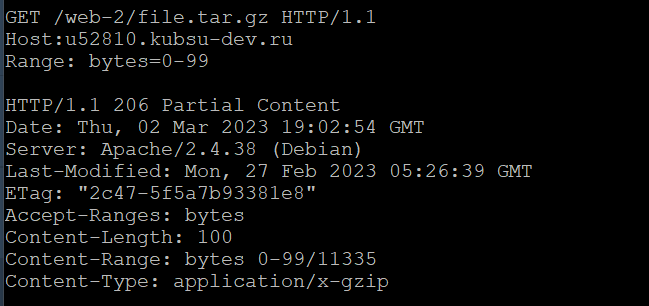 GET /web-2/file.tar.gz HTTP/1.1
Host:u52810.kubsu-dev.ru
Range: bytes=0-99

HTTP/1.1 206 Partial Content
Date: Thu, 02 Mar 2023 19:02:54 GMT
Server: Apache/2.4.38 (Debian)
Last-Modified: Mon, 27 Feb 2023 05:26:39 GMT
ETag: "2c47-5f5a7b93381e8"
Accept-Ranges: bytes
Content-Length: 100
Content-Range: bytes 0-99/11335
Content-Type: application/x-gzip